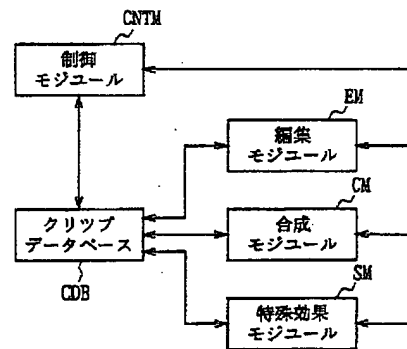 CNTM
制御
モジュール
EM
編集
モジュール
CM
クリップ
データベース
合成
モジュール
CDB
SM
特殊効果
モジュール